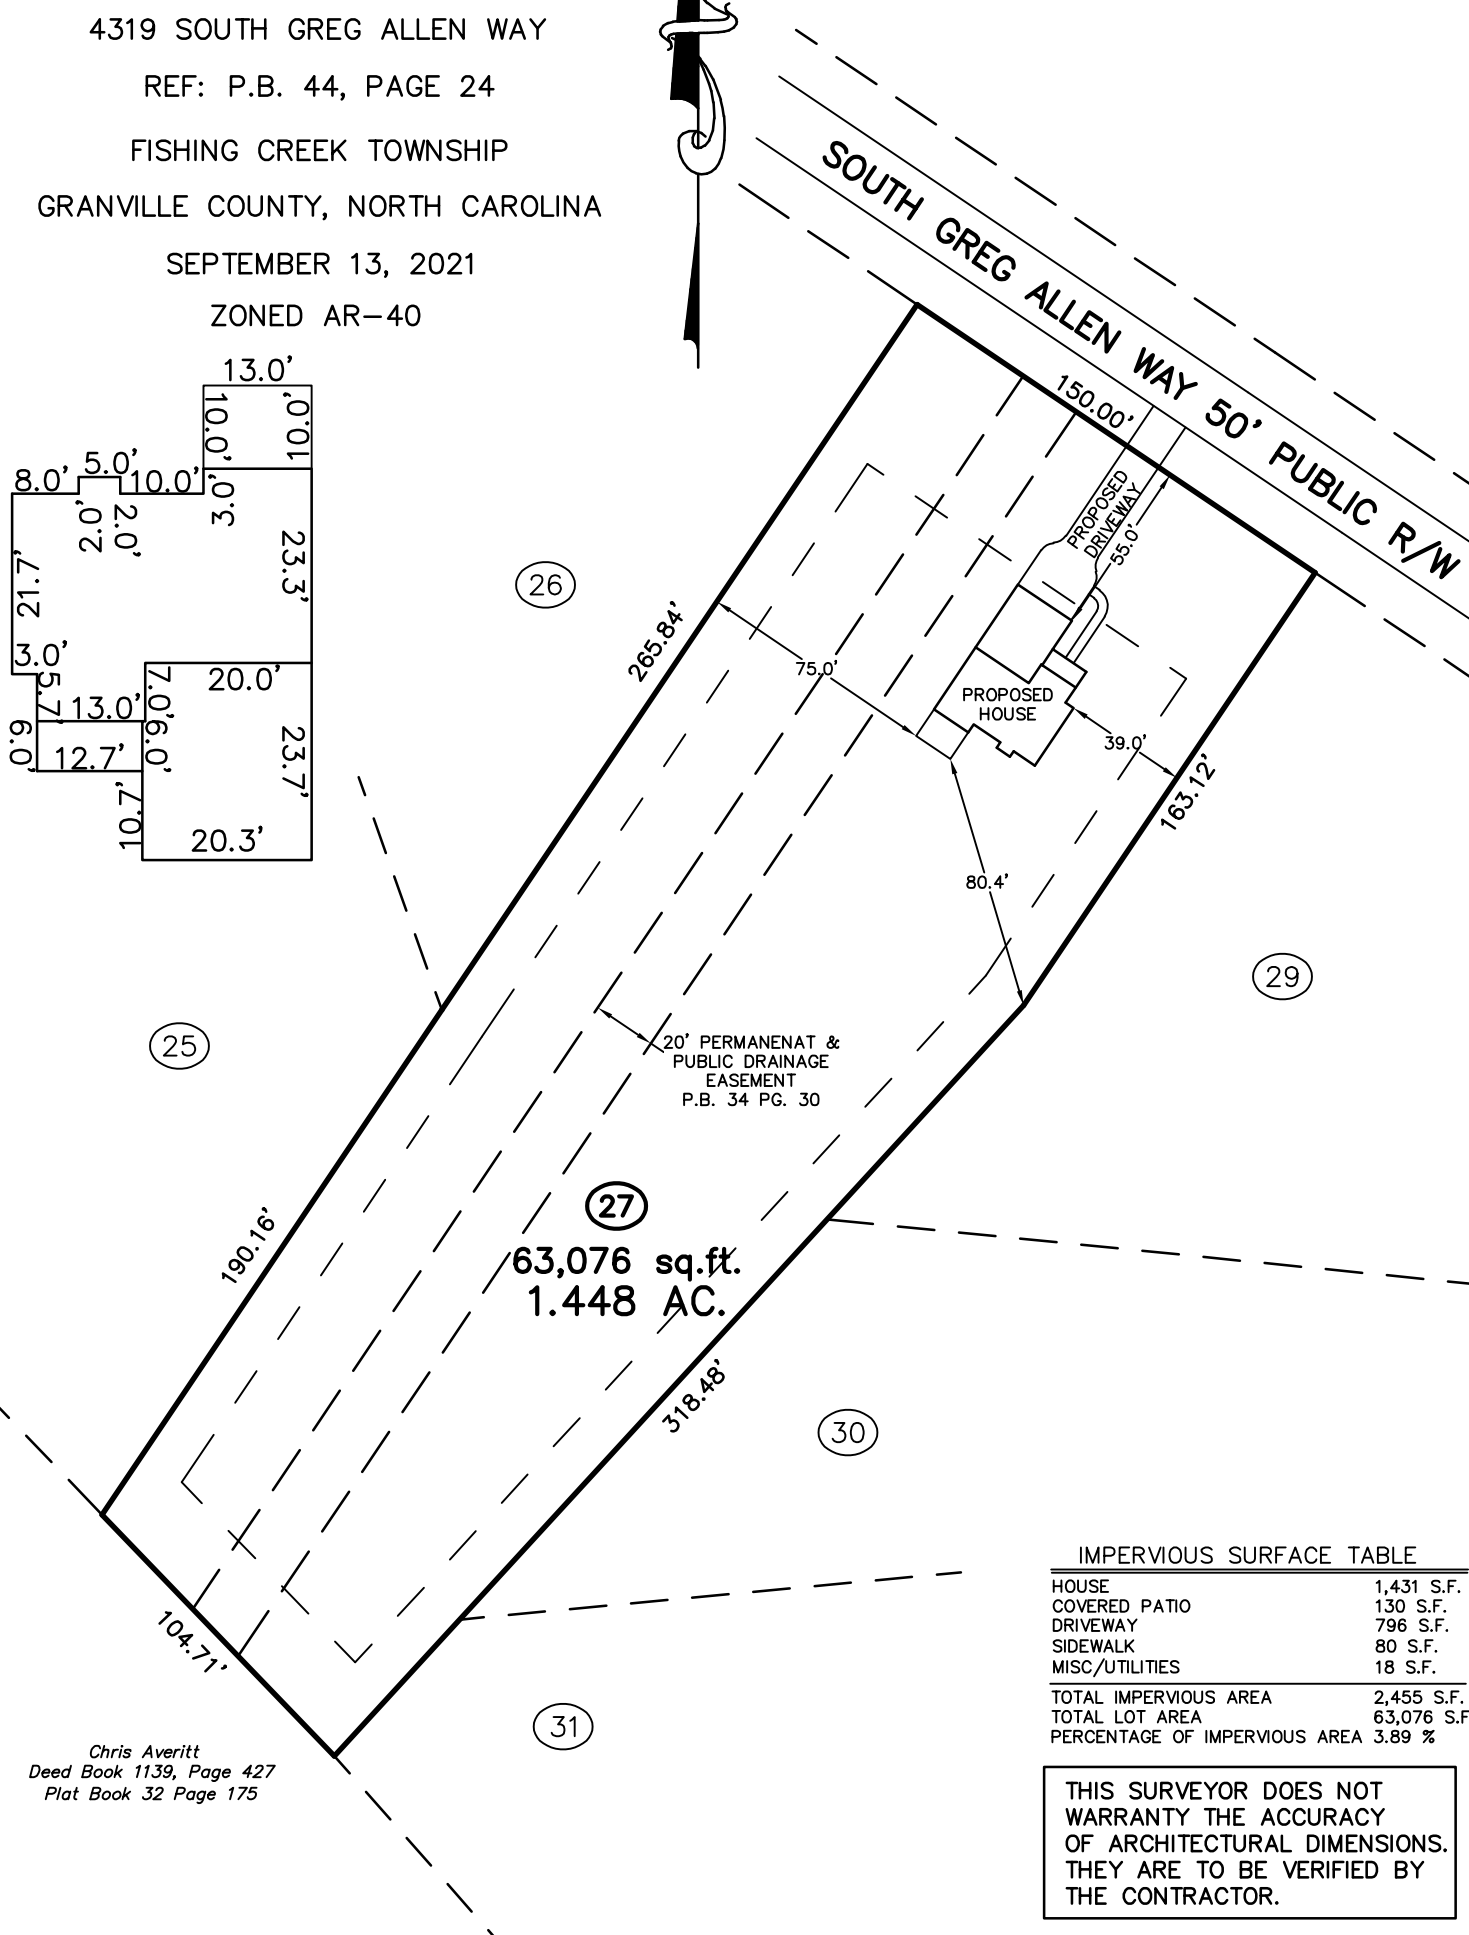 4319 SOUTH GREG ALLEN WAY
REF: P.B. 44, PAGE 24
FISHING CREEK TOWNSHIP
GRANVILLE COUNTY, NORTH CAROLINA
SEPTEMBER 13, 2021
ZONED AR-40
13.0'
10.0'
10.0'
8.0'
5.0'
10.0'
3.0'
2.0'
2.0'
23.3'
21.7'
3.0'
5.7'
13.0'
7.0'
20.0'
6.0'
12.7'
6.0'
23.7'
10.7'
20.3'
SOUTH GREG ALLEN WAY 50' PUBLIC R/W
150.00'
PROPOSED
DRIVEWAY
55.0'
26
265.84'
75.0'
PROPOSED
HOUSE
39.0'
163.12'
80.4'
29
25
20' PERMANENAT &
PUBLIC DRAINAGE
EASEMENT
P.B. 34 PG. 30
27
63,076 sq.ft.
1.448 AC.
190.16'
318.48'
30
104.71'
31
Chris Averitt
Deed Book 1139, Page 427
Plat Book 32 Page 175
IMPERVIOUS SURFACE TABLE
HOUSE 1,431 S.F.
COVERED PATIO 130 S.F.
DRIVEWAY 796 S.F.
SIDEWALK 80 S.F.
MISC/UTILITIES 18 S.F.
TOTAL IMPERVIOUS AREA 2,455 S.F.
TOTAL LOT AREA 63,076 S.F
PERCENTAGE OF IMPERVIOUS AREA 3.89 %
THIS SURVEYOR DOES NOT
WARRANTY THE ACCURACY
OF ARCHITECTURAL DIMENSIONS.
THEY ARE TO BE VERIFIED BY
THE CONTRACTOR.